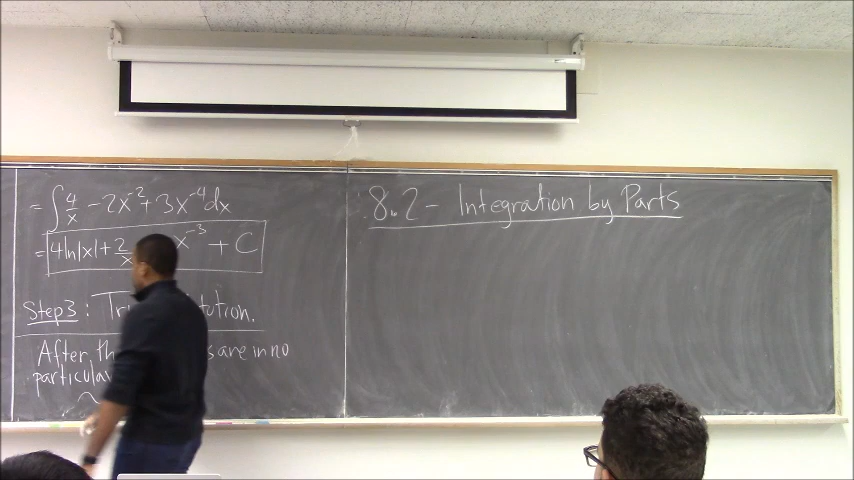 = ∫ 4/x - 2x⁻² + 3x⁻⁴ dx
= 4ln|x| + 2/x x⁻³ + C
Step 3: Tr tution.
After, th s are in no
particular
8.2 - Integration by Parts